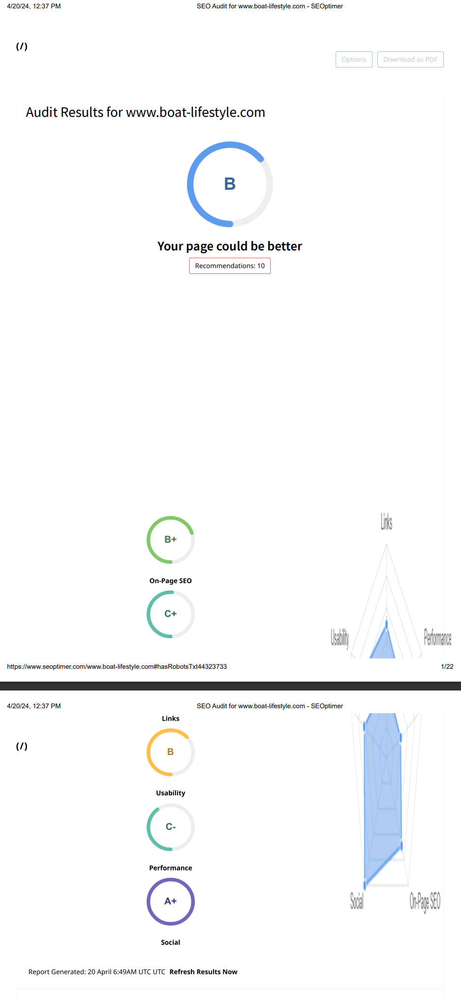 4/20/24, 12:37 PM
SEO Audit for www.boat-lifestyle.com - SEOptimer
(/)
Options
Download as PDF
Audit Results for www.boat-lifestyle.com
B
Your page could be better
Recommendations: 10
B+
On-Page SEO
C+
Links
Usability
Performance
https://www.seoptimer.com/www.boat-lifestyle.com#hasRobotsTxt44323733
1/22
4/20/24, 12:37 PM
SEO Audit for www.boat-lifestyle.com - SEOptimer
Links
(/)
B
Usability
C-
Performance
A+
Social
Social
On-Page SEO
Report Generated: 20 April 6:49AM UTC UTC Refresh Results Now